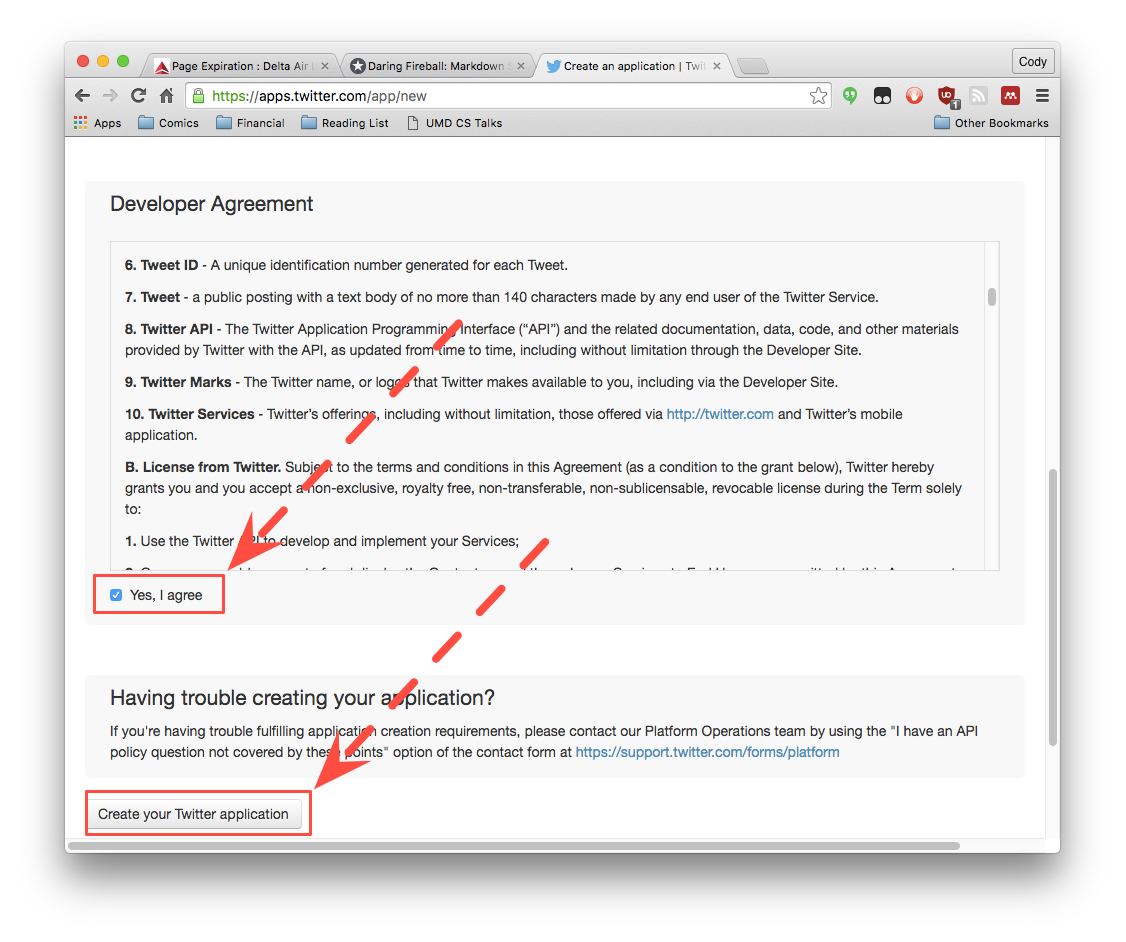 Page Expiration : Delta Air
Daring Fireball: Markdown
Create an application | Twit
Cody
https://apps.twitter.com/app/new
UD
1
Apps
Comics
Financial
Reading List
UMD CS Talks
Other Bookmarks
Developer Agreement
6. Tweet ID - A unique identification number generated for each Tweet.
7. Tweet - a public posting with a text body of no more than 140 characters made by any end user of the Twitter Service.
8. Twitter API - The Twitter Application Programming Interface (“API”) and the related documentation, data, code, and other materials
provided by Twitter with the API, as updated from time to time, including without limitation through the Developer Site.
9. Twitter Marks - The Twitter name, or logos that Twitter makes available to you, including via the Developer Site.
10. Twitter Services - Twitter’s offerings, including without limitation, those offered via http://twitter.com and Twitter’s mobile
application.
B. License from Twitter. Subject to the terms and conditions in this Agreement (as a condition to the grant below), Twitter hereby
grants you and you accept a non-exclusive, royalty free, non-transferable, non-sublicensable, revocable license during the Term solely
to:
1. Use the Twitter API to develop and implement your Services;
Yes, I agree
Having trouble creating your application?
If you're having trouble fulfilling application creation requirements, please contact our Platform Operations team by using the "I have an API
policy question not covered by these points" option of the contact form at https://support.twitter.com/forms/platform
Create your Twitter application